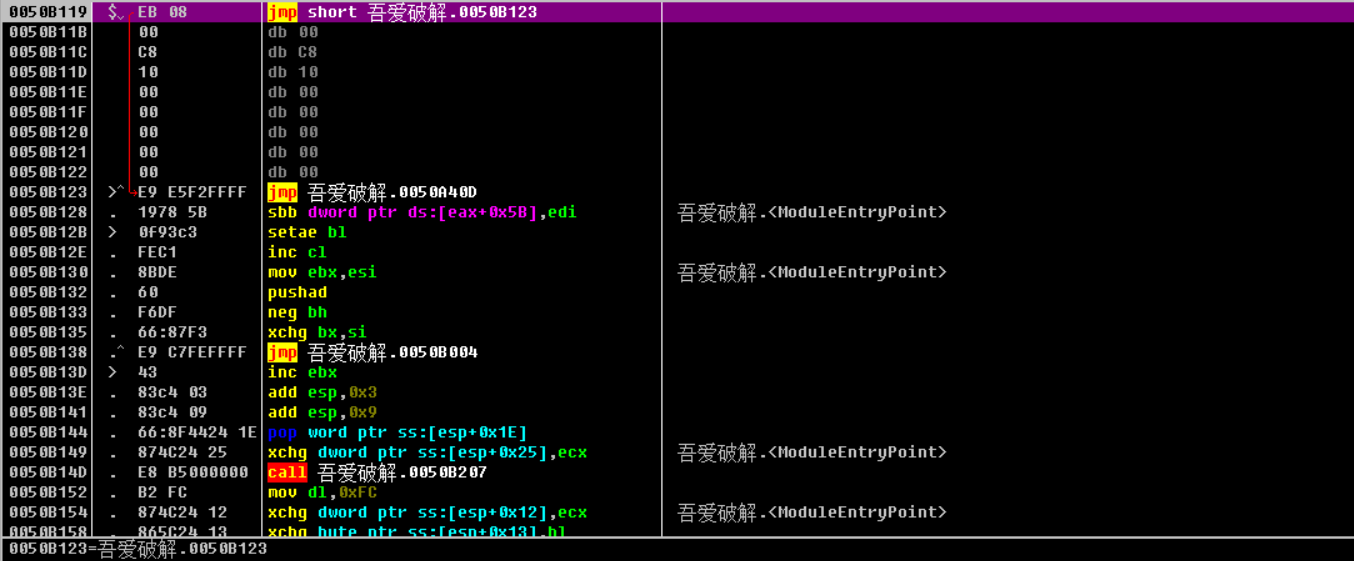 0050B119 $ EB 08 jmp short 吾爱破解.0050B123
0050B11B 00 db 00
0050B11C C8 db C8
0050B11D 10 db 10
0050B11E 00 db 00
0050B11F 00 db 00
0050B120 00 db 00
0050B121 00 db 00
0050B122 00 db 00
0050B123 >^ E9 E5F2FFFF jmp 吾爱破解.0050A40D
0050B128 . 1978 5B sbb dword ptr ds:[eax+0x5B],edi 吾爱破解.<ModuleEntryPoint>
0050B12B > 0f93c3 setae bl
0050B12E . FEC1 inc cl
0050B130 . 8BDE mov ebx,esi 吾爱破解.<ModuleEntryPoint>
0050B132 . 60 pushad
0050B133 . F6DF neg bh
0050B135 . 66:87F3 xchg bx,si
0050B138 .^ E9 C7FEFFFF jmp 吾爱破解.0050B004
0050B13D > 43 inc ebx
0050B13E . 83c4 03 add esp,0x3
0050B141 . 83c4 09 add esp,0x9
0050B144 . 66:8F4424 1E pop word ptr ss:[esp+0x1E]
0050B149 . 874C24 25 xchg dword ptr ss:[esp+0x25],ecx 吾爱破解.<ModuleEntryPoint>
0050B14D . E8 B5000000 call 吾爱破解.0050B207
0050B152 . B2 FC mov dl,0xFC
0050B154 . 874C24 12 xchg dword ptr ss:[esp+0x12],ecx 吾爱破解.<ModuleEntryPoint>
0050B158 . 865C24 13 xchg byte ptr ss:[esp+0x13],bl
0050B123=吾爱破解.0050B123